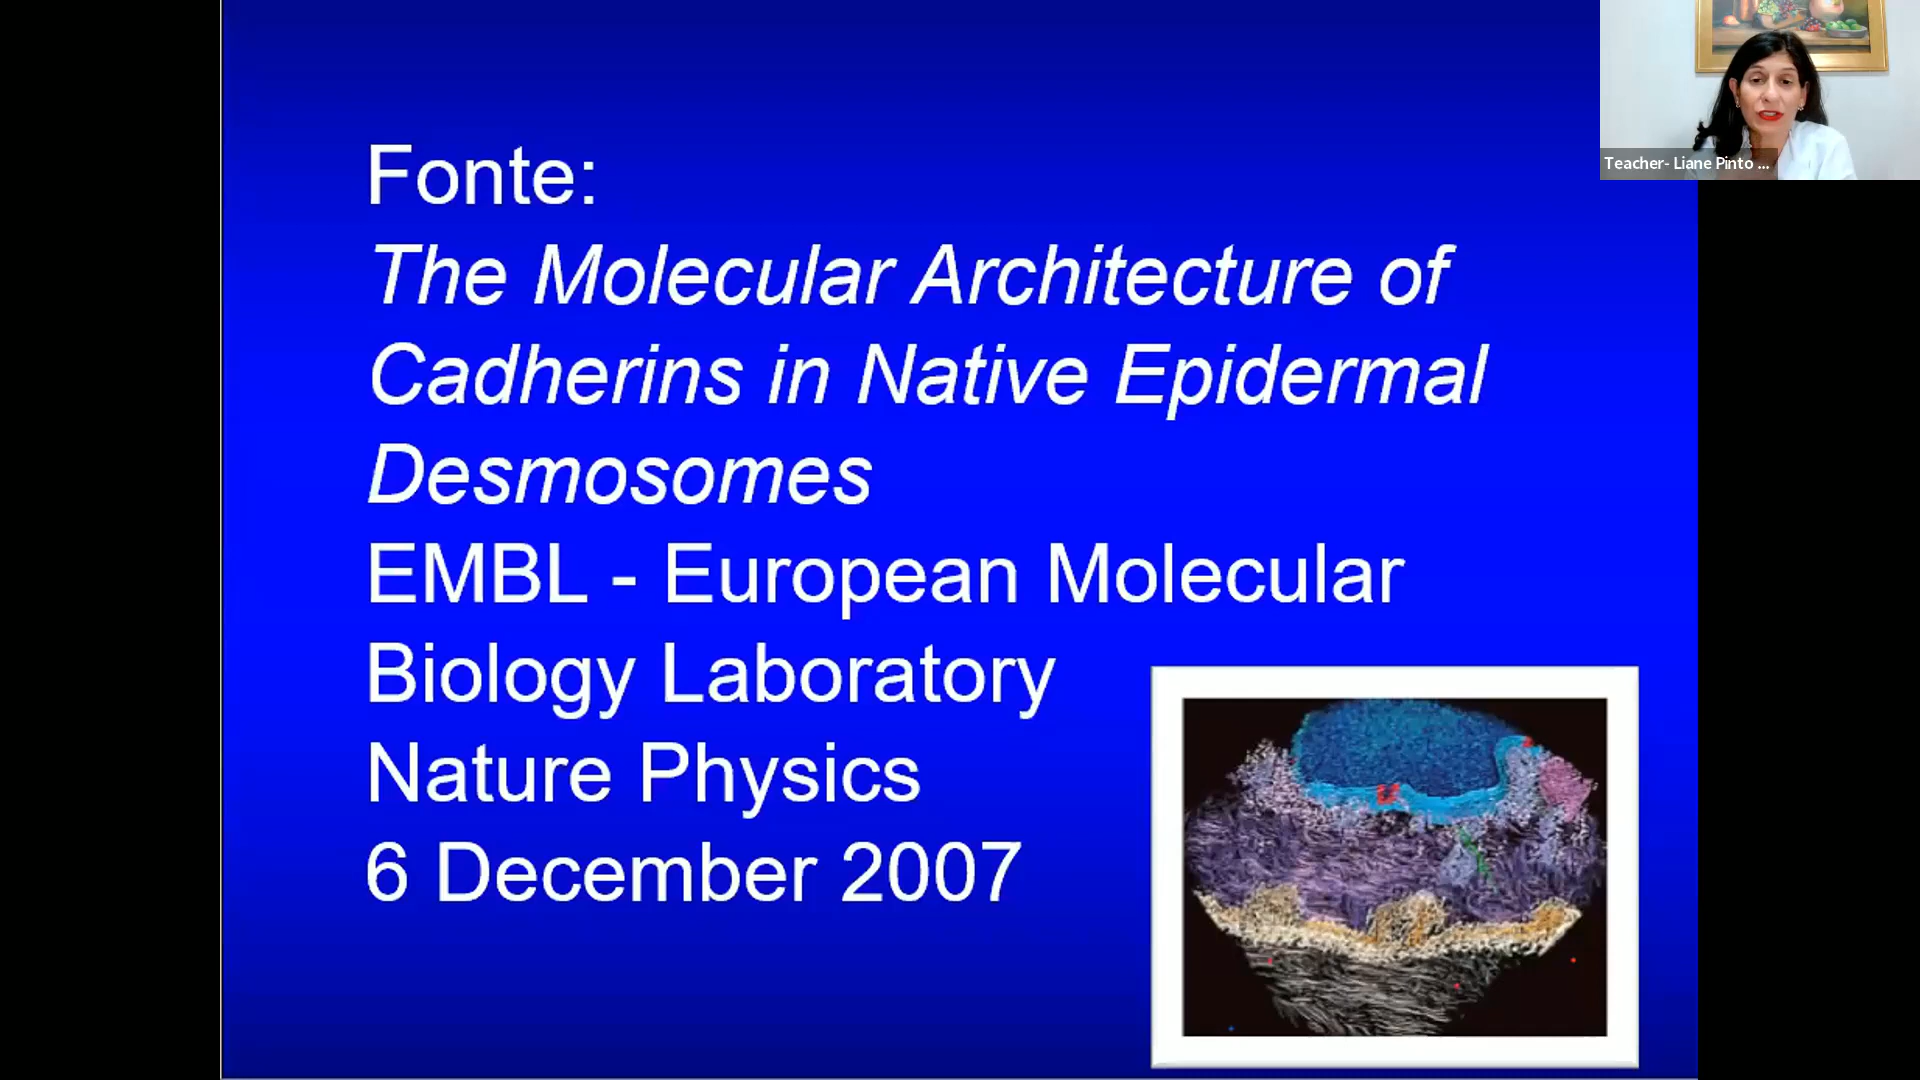 Fonte:
The Molecular Architecture of
Cadherins in Native Epidermal
Desmosomes
EMBL - European Molecular
Biology Laboratory
Nature Physics
6 December 2007
Teacher- Liane Pinto ...